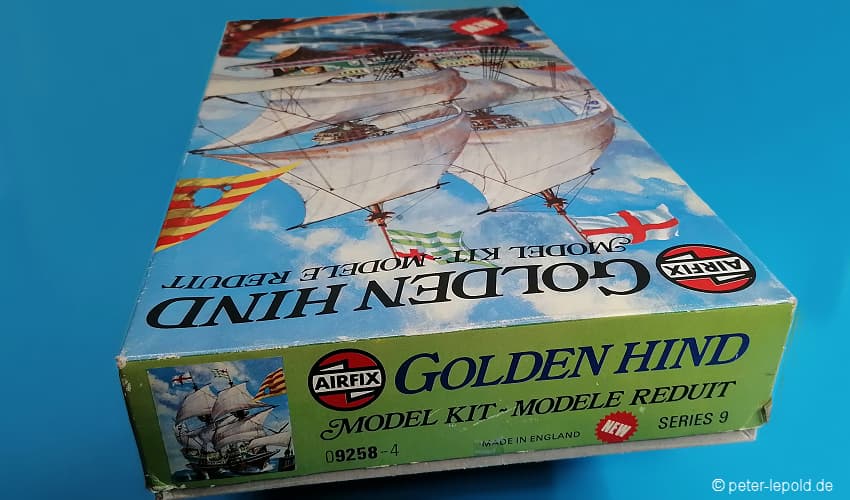 NEW
AIRFIX
GOLDEN HIND
MODEL KIT - MODELE REDUIT
AIRFIX
GOLDEN HIND
MODEL KIT - MODELE REDUIT
09258-4
MADE IN ENGLAND
NEW
SERIES 9
© peter-lepold.de